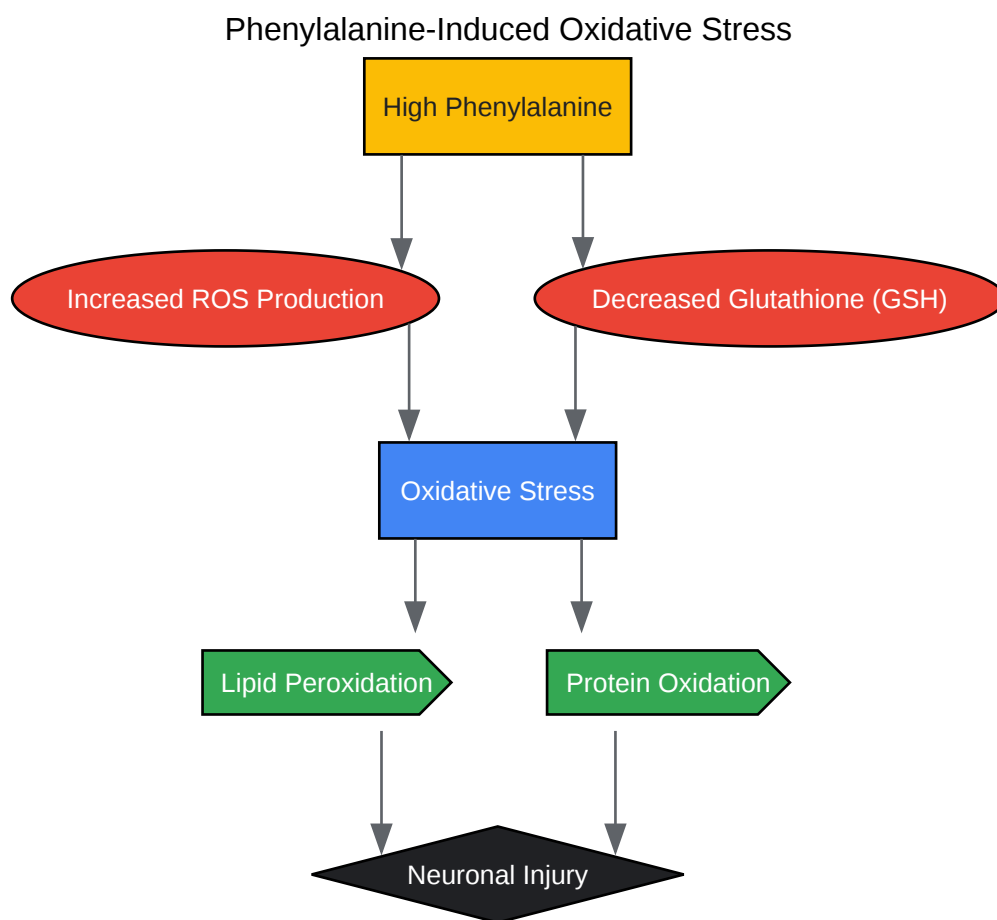 Phenylalanine-Induced Oxidative Stress
High Phenylalanine
Increased ROS Production
Decreased Glutathione (GSH)
Oxidative Stress
Lipid Peroxidation
Protein Oxidation
Neuronal Injury